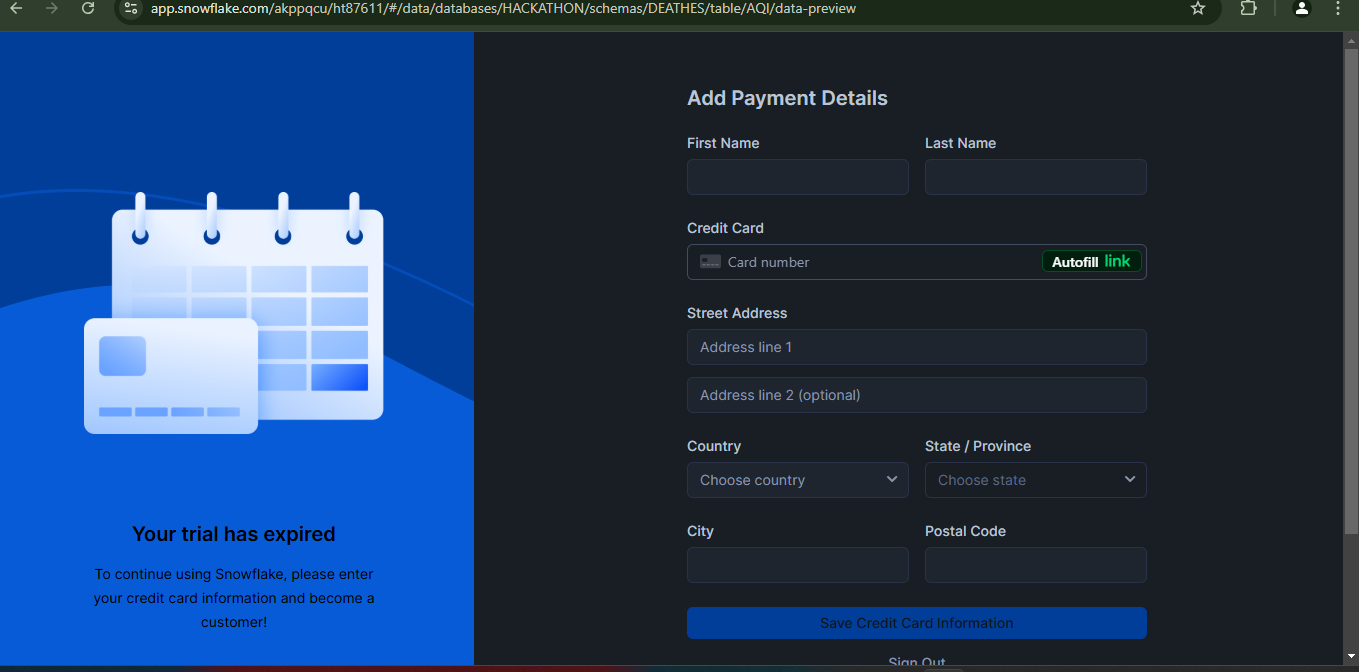 app.snowflake.com/akppqcu/ht87611/#/data/databases/HACKATHON/schemas/DEATHES/table/AQI/data-preview
Your trial has expired
To continue using Snowflake, please enter
your credit card information and become a
customer!
Add Payment Details
First Name Last Name
Credit Card
Card number Autofill link
Street Address
Address line 1
Address line 2 (optional)
Country State / Province
Choose country Choose state
City Postal Code
Save Credit Card Information
Sign Out